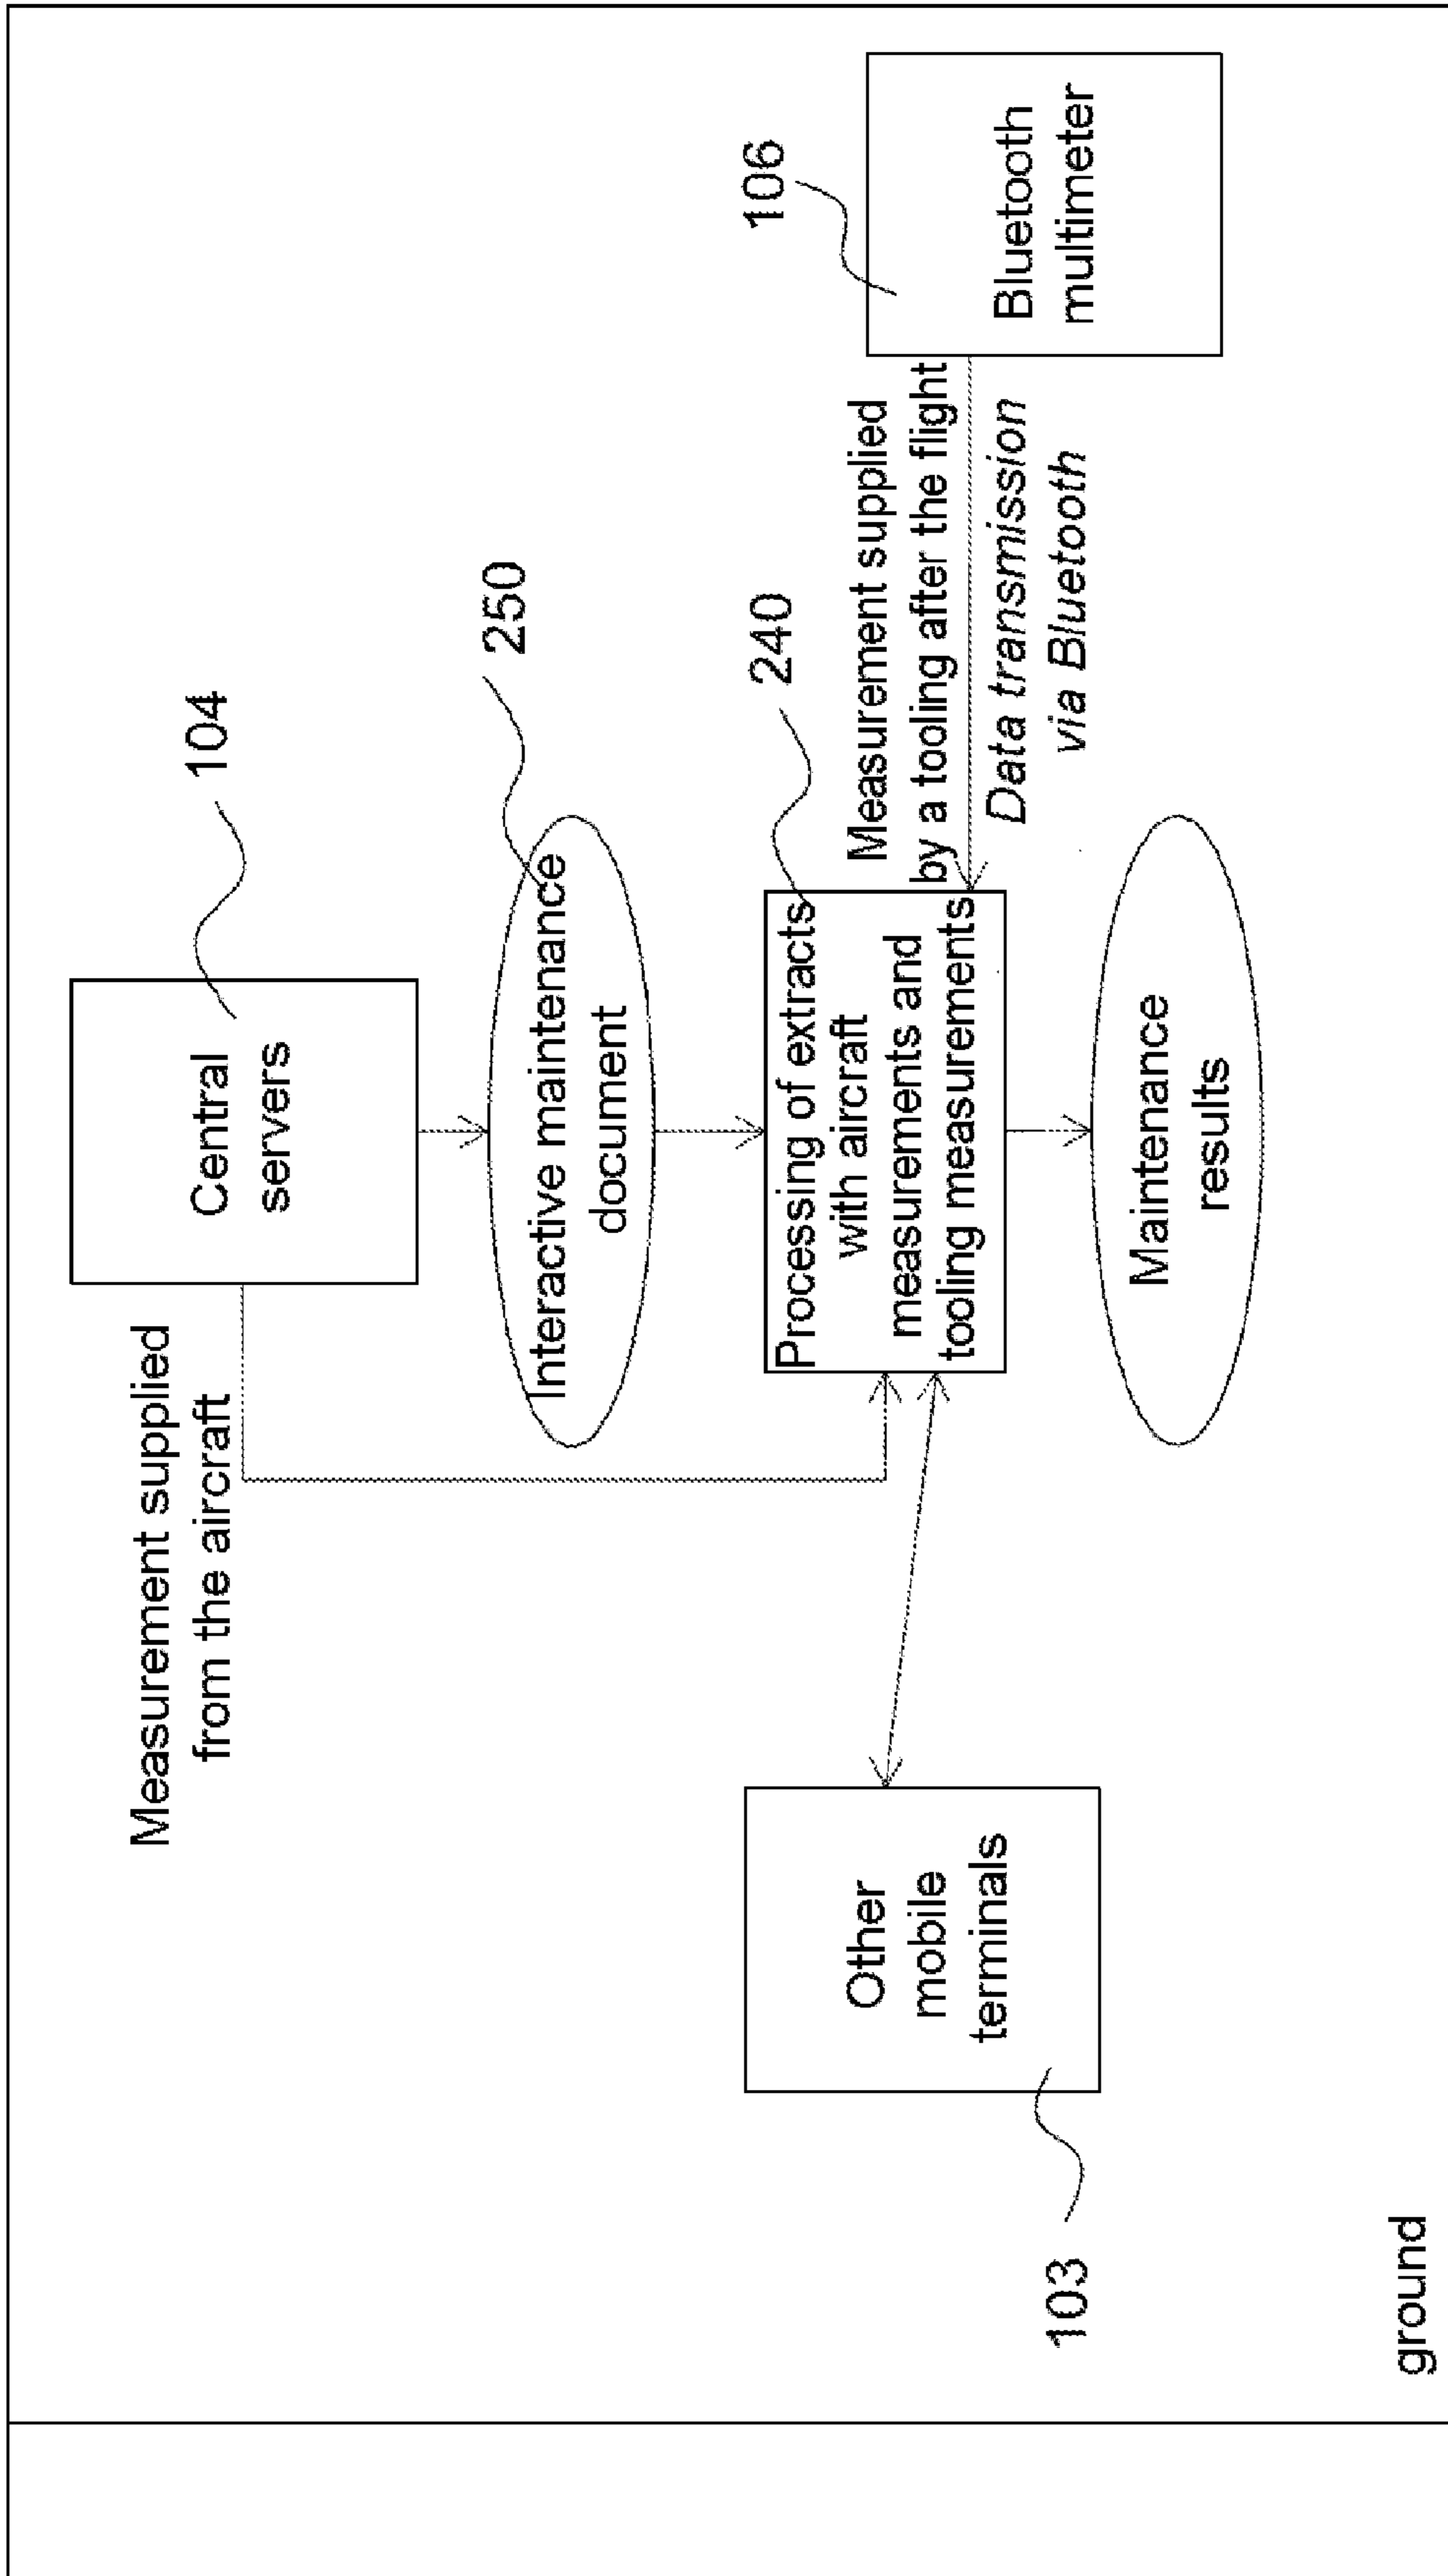 104
Central
servers
Measurement supplied
from the aircraft
250
Interactive maintenance
document
240
Processing of extracts
with aircraft
measurements and
tooling measurements
Measurement supplied
by a tooling after the flight
Data transmission
via Bluetooth
106
Bluetooth
multimeter
Other
mobile
terminals
103
Maintenance
results
ground